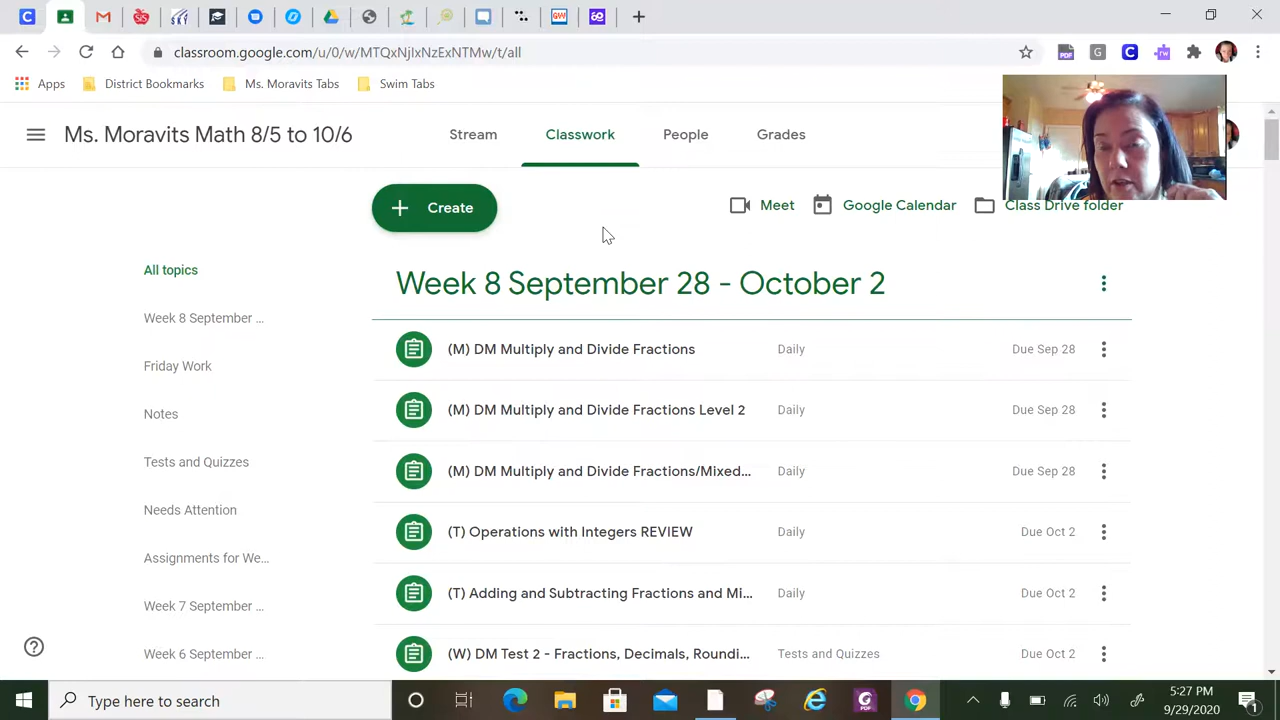 classroom.google.com/u/0/w/MTQxNjIxNzExNTMw/t/all
Apps
District Bookmarks
Ms. Moravits Tabs
Swim Tabs
Ms. Moravits Math 8/5 to 10/6
Stream
Classwork
People
Grades
Create
Meet
Google Calendar
Class Drive folder
All topics
Week 8 September ...
Friday Work
Notes
Tests and Quizzes
Needs Attention
Assignments for We...
Week 7 September ...
Week 6 September ...
Week 8 September 28 - October 2
(M) DM Multiply and Divide Fractions Daily Due Sep 28
(M) DM Multiply and Divide Fractions Level 2 Daily Due Sep 28
(M) DM Multiply and Divide Fractions/Mixed... Daily Due Sep 28
(T) Operations with Integers REVIEW Daily Due Oct 2
(T) Adding and Subtracting Fractions and Mi... Daily Due Oct 2
(W) DM Test 2 - Fractions, Decimals, Roundi... Tests and Quizzes Due Oct 2
Type here to search
5:27 PM
9/29/2020